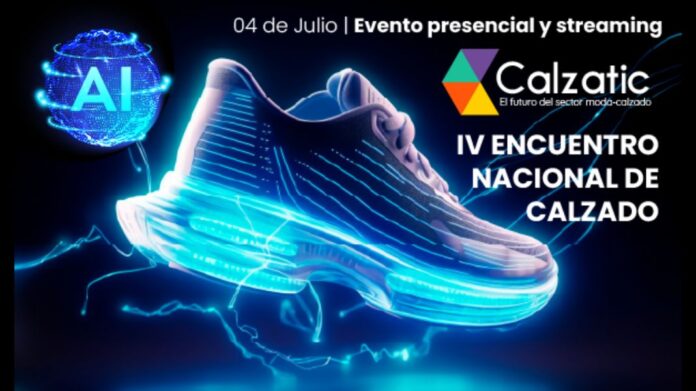 04 de Julio | Evento presencial y streaming
AI
Calzatic
El futuro del sector moda-calzado
IV ENCUENTRO
NACIONAL DE
CALZADO